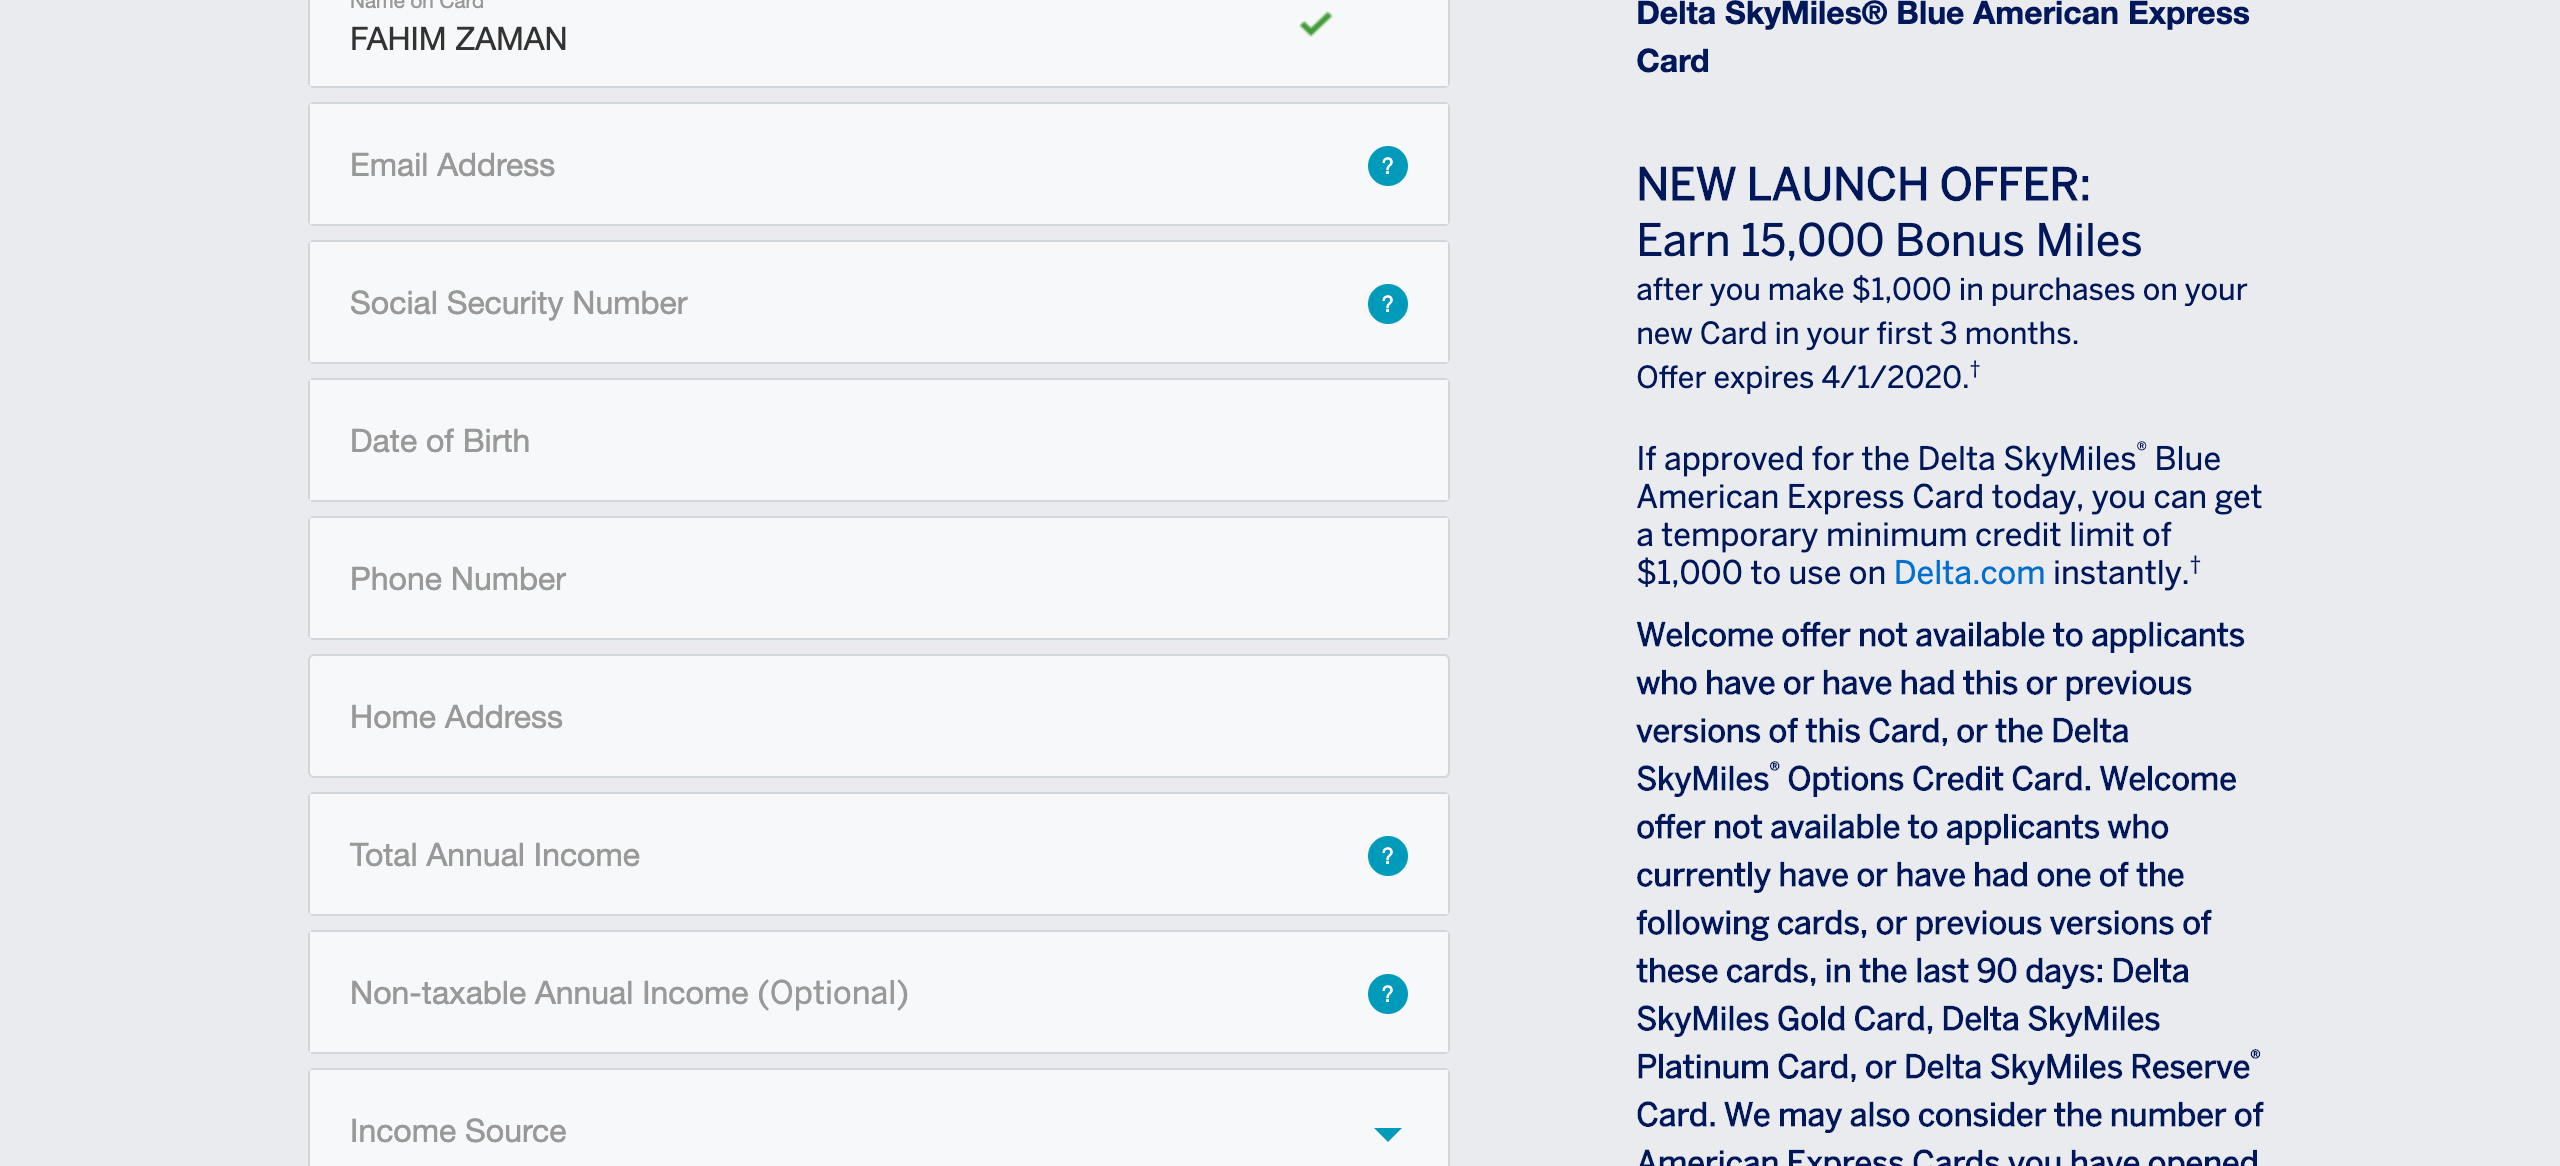 Name on Card
FAHIM ZAMAN
Email Address
?
Social Security Number
?
Date of Birth
Phone Number
Home Address
Total Annual Income
?
Non-taxable Annual Income (Optional)
?
Income Source
Delta SkyMiles® Blue American Express
Card
NEW LAUNCH OFFER:
Earn 15,000 Bonus Miles
after you make $1,000 in purchases on your
new Card in your first 3 months.
Offer expires 4/1/2020.†
If approved for the Delta SkyMiles® Blue
American Express Card today, you can get
a temporary minimum credit limit of
$1,000 to use on Delta.com instantly.†
Welcome offer not available to applicants
who have or have had this or previous
versions of this Card, or the Delta
SkyMiles® Options Credit Card. Welcome
offer not available to applicants who
currently have or have had one of the
following cards, or previous versions of
these cards, in the last 90 days: Delta
SkyMiles Gold Card, Delta SkyMiles
Platinum Card, or Delta SkyMiles Reserve®
Card. We may also consider the number of
American Express Cards you have opened